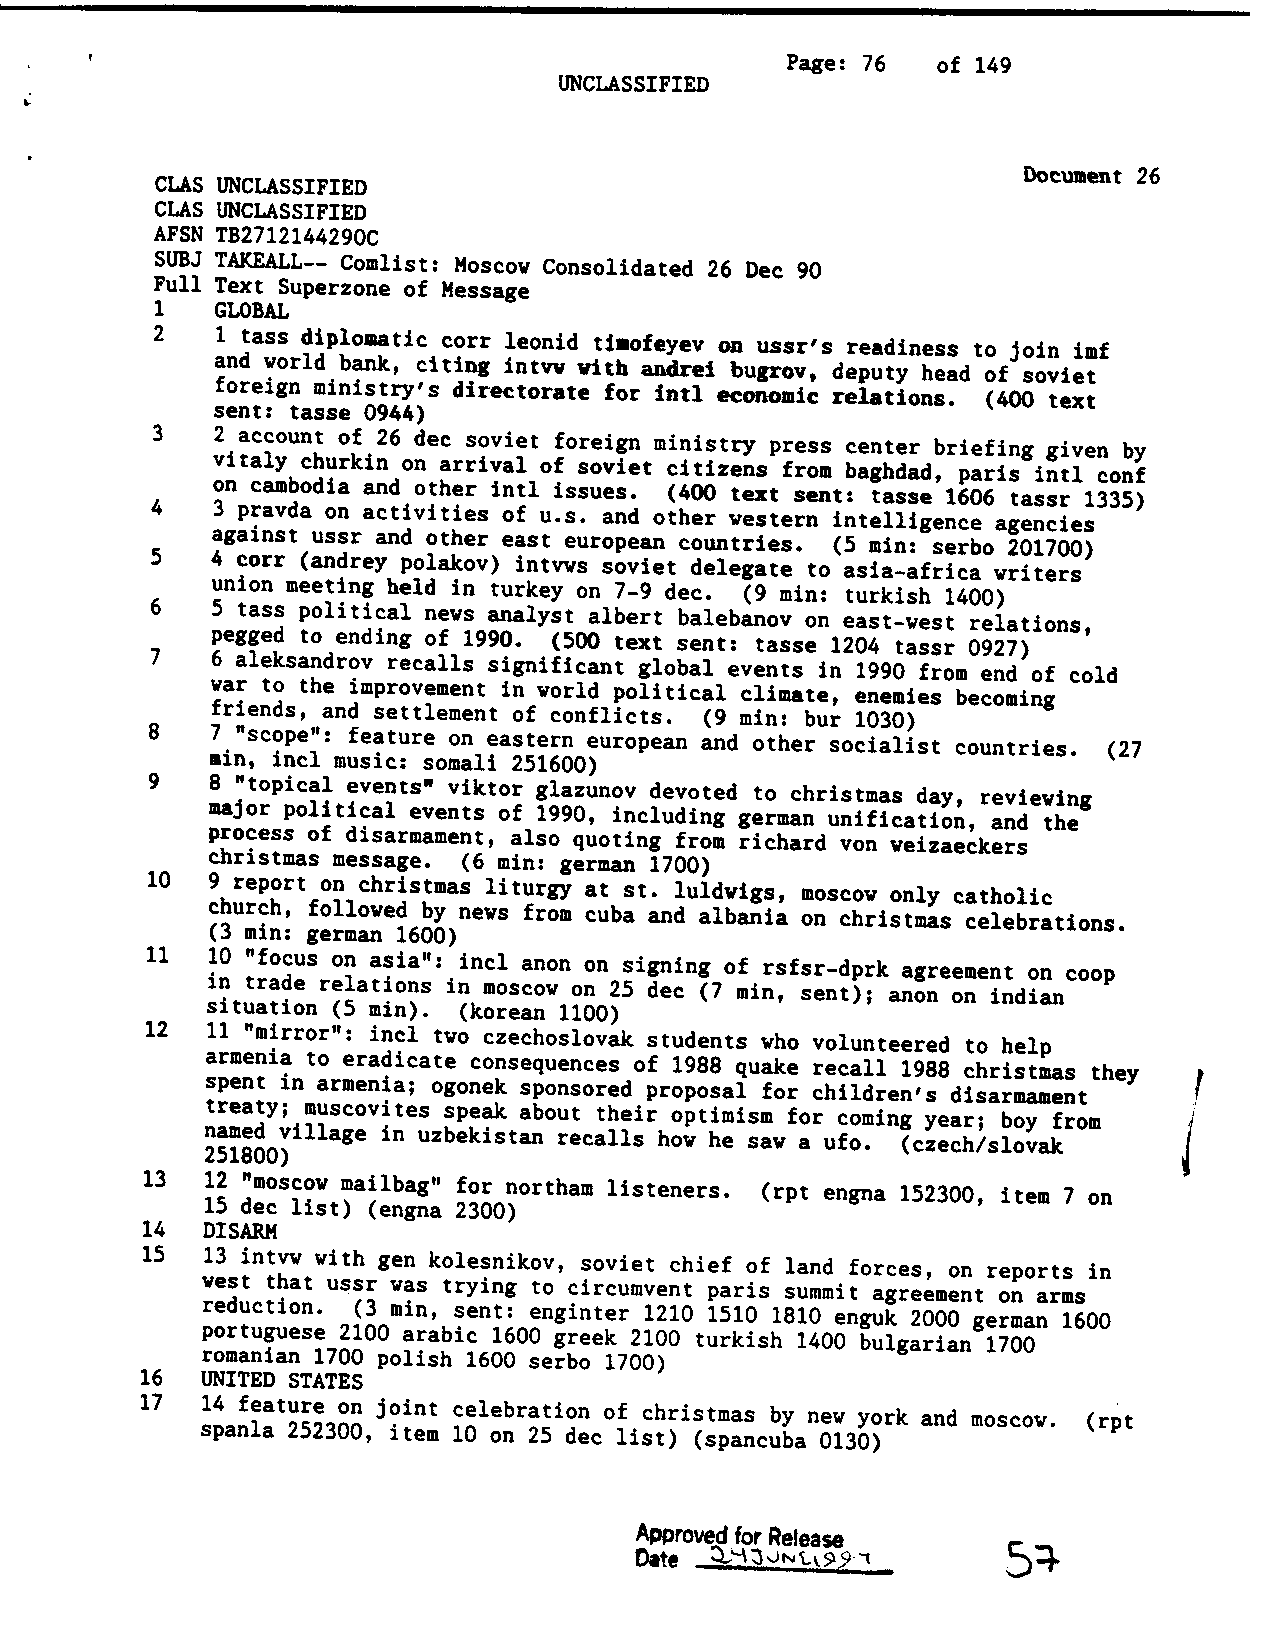 Page: 76 of 149
UNCLASSIFIED
Document 26
CLAS UNCLASSIFIED
CLAS UNCLASSIFIED
AFSN TB2712144290C
SUBJ TAKEALL-- Comlist: Moscow Consolidated 26 Dec 90
Full Text Superzone of Message
1 GLOBAL
2 1 tass diplomatic corr leonid timofeyev on ussr's readiness to join imf
and world bank, citing intvw with andrei bugrov, deputy head of soviet
foreign ministry's directorate for intl economic relations. (400 text
sent: tasse 0944)
3 2 account of 26 dec soviet foreign ministry press center briefing given by
vitaly churkin on arrival of soviet citizens from baghdad, paris intl conf
on cambodia and other intl issues. (400 text sent: tasse 1606 tassr 1335)
4 3 pravda on activities of u.s. and other western intelligence agencies
against ussr and other east european countries. (5 min: serbo 201700)
5 4 corr (andrey polakov) intvws soviet delegate to asia-africa writers
union meeting held in turkey on 7-9 dec. (9 min: turkish 1400)
6 5 tass political news analyst albert balebanov on east-west relations,
pegged to ending of 1990. (500 text sent: tasse 1204 tassr 0927)
7 6 aleksandrov recalls significant global events in 1990 from end of cold
war to the improvement in world political climate, enemies becoming
friends, and settlement of conflicts. (9 min: bur 1030)
8 7 "scope": feature on eastern european and other socialist countries. (27
min, incl music: somali 251600)
9 8 "topical events" viktor glazunov devoted to christmas day, reviewing
major political events of 1990, including german unification, and the
process of disarmament, also quoting from richard von weizaeckers
christmas message. (6 min: german 1700)
10 9 report on christmas liturgy at st. luldwigs, moscow only catholic
church, followed by news from cuba and albania on christmas celebrations.
(3 min: german 1600)
11 10 "focus on asia": incl anon on signing of rsfsr-dprk agreement on coop
in trade relations in moscow on 25 dec (7 min, sent); anon on indian
situation (5 min). (korean 1100)
12 11 "mirror": incl two czechoslovak students who volunteered to help
armenia to eradicate consequences of 1988 quake recall 1988 christmas they
spent in armenia; ogonek sponsored proposal for children's disarmament
treaty; muscovites speak about their optimism for coming year; boy from
named village in uzbekistan recalls how he saw a ufo. (czech/slovak
251800)
13 12 "moscow mailbag" for northam listeners. (rpt engna 152300, item 7 on
15 dec list) (engna 2300)
14 DISARM
15 13 intvw with gen kolesnikov, soviet chief of land forces, on reports in
west that ussr was trying to circumvent paris summit agreement on arms
reduction. (3 min, sent: enginter 1210 1510 1810 enguk 2000 german 1600
portuguese 2100 arabic 1600 greek 2100 turkish 1400 bulgarian 1700
romanian 1700 polish 1600 serbo 1700)
16 UNITED STATES
17 14 feature on joint celebration of christmas by new york and moscow. (rpt
spanla 252300, item 10 on 25 dec list) (spancuba 0130)
Approved for Release
Date 24 JUNE 1997
57